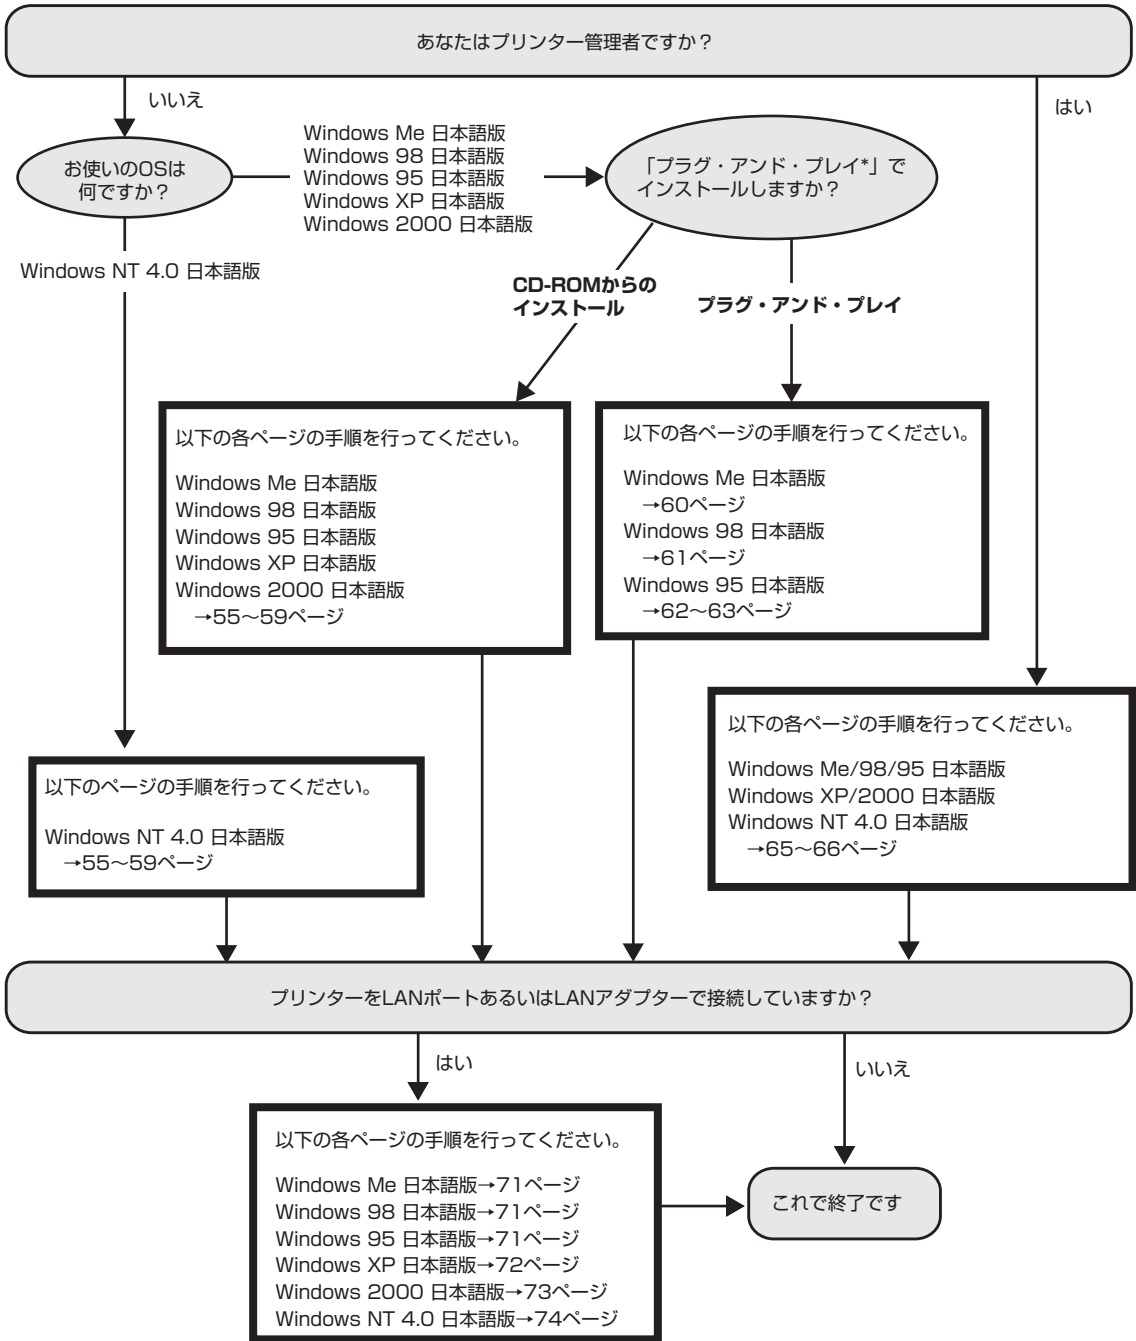 あなたはプリンター管理者ですか？
いいえ
はい
お使いのOSは
何ですか？
Windows Me 日本語版
Windows 98 日本語版
Windows 95 日本語版
Windows XP 日本語版
Windows 2000 日本語版
「プラグ・アンド・プレイ*」で
インストールしますか？
Windows NT 4.0 日本語版
CD-ROMからの
インストール
プラグ・アンド・プレイ
以下の各ページの手順を行ってください。
Windows Me 日本語版
Windows 98 日本語版
Windows 95 日本語版
Windows XP 日本語版
Windows 2000 日本語版
→55〜59ページ
以下の各ページの手順を行ってください。
Windows Me 日本語版
→60ページ
Windows 98 日本語版
→61ページ
Windows 95 日本語版
→62〜63ページ
以下の各ページの手順を行ってください。
Windows Me/98/95 日本語版
Windows XP/2000 日本語版
Windows NT 4.0 日本語版
→65〜66ページ
以下のページの手順を行ってください。
Windows NT 4.0 日本語版
→55〜59ページ
プリンターをLANポートあるいはLANアダプターで接続していますか？
はい
いいえ
以下の各ページの手順を行ってください。
Windows Me 日本語版→71ページ
Windows 98 日本語版→71ページ
Windows 95 日本語版→71ページ
Windows XP 日本語版→72ページ
Windows 2000 日本語版→73ページ
Windows NT 4.0 日本語版→74ページ
これで終了です